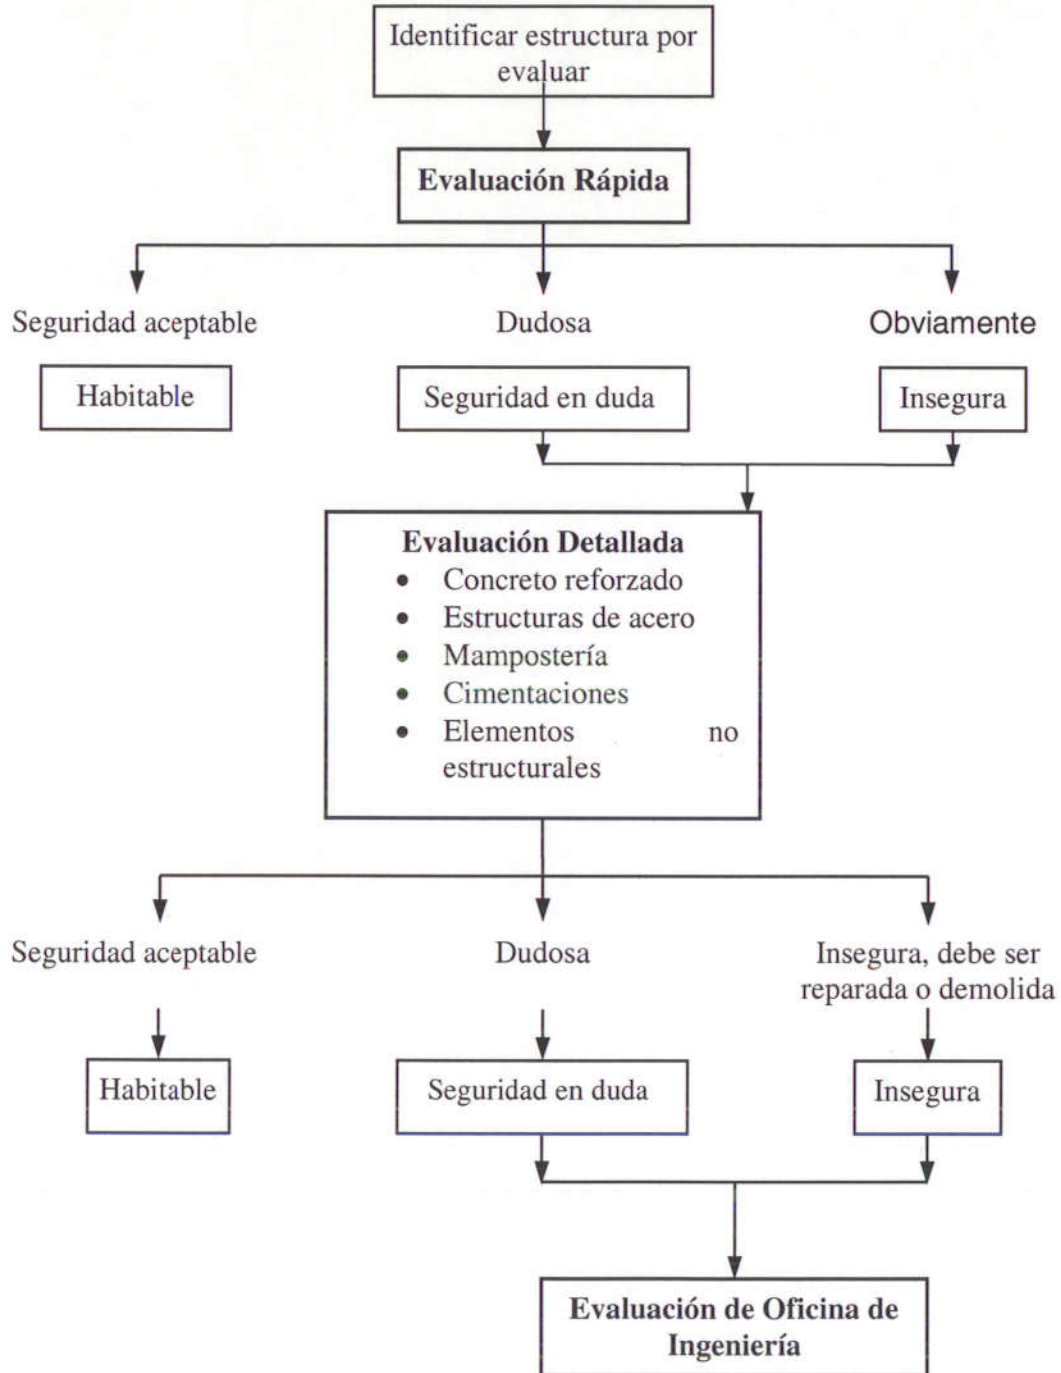 Identificar estructura por
evaluar
Evaluación Rápida
Seguridad aceptable
Dudosa
Obviamente
Habitable
Seguridad en duda
Insegura
Evaluación Detallada
• Concreto reforzado
• Estructuras de acero
• Mampostería
• Cimentaciones
• Elementos no
estructurales
Seguridad aceptable
Dudosa
Insegura, debe ser
reparada o demolida
Habitable
Seguridad en duda
Insegura
Evaluación de Oficina de
Ingeniería